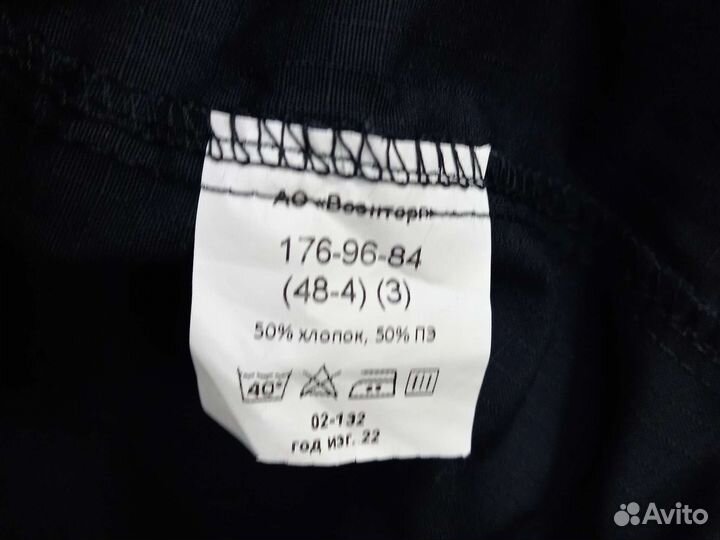 АО «Военторг»
176-96-84
(48-4) (3)
50% хлопок, 50% ПЭ
40°
02-132
год изг. 22
Avito